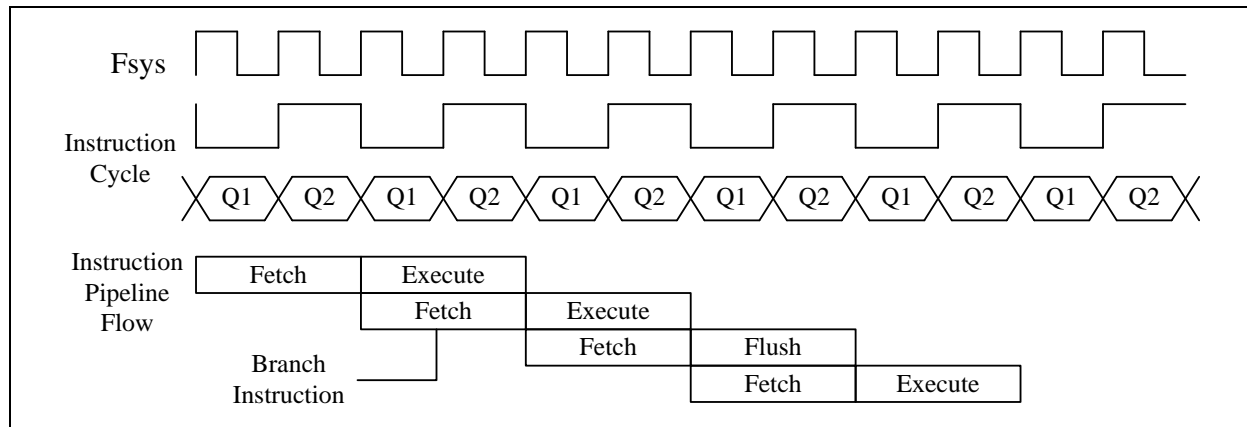 Fsys
Instruction
Cycle
Q1 Q2 Q1 Q2 Q1 Q2 Q1 Q2 Q1 Q2 Q1 Q2
Instruction
Pipeline
Flow
Fetch Execute
Fetch Execute
Fetch Flush
Fetch Execute
Branch
Instruction